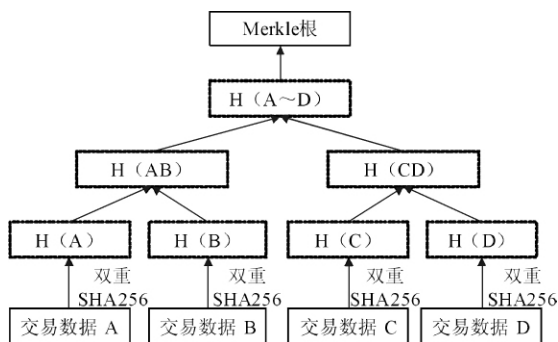 Merkle根
H（A～D）
H（AB）
H（CD）
H（A）
H（B）
H（C）
H（D）
双重
SHA256
双重
SHA256
双重
SHA256
双重
SHA256
交易数据 A
交易数据 B
交易数据 C
交易数据 D